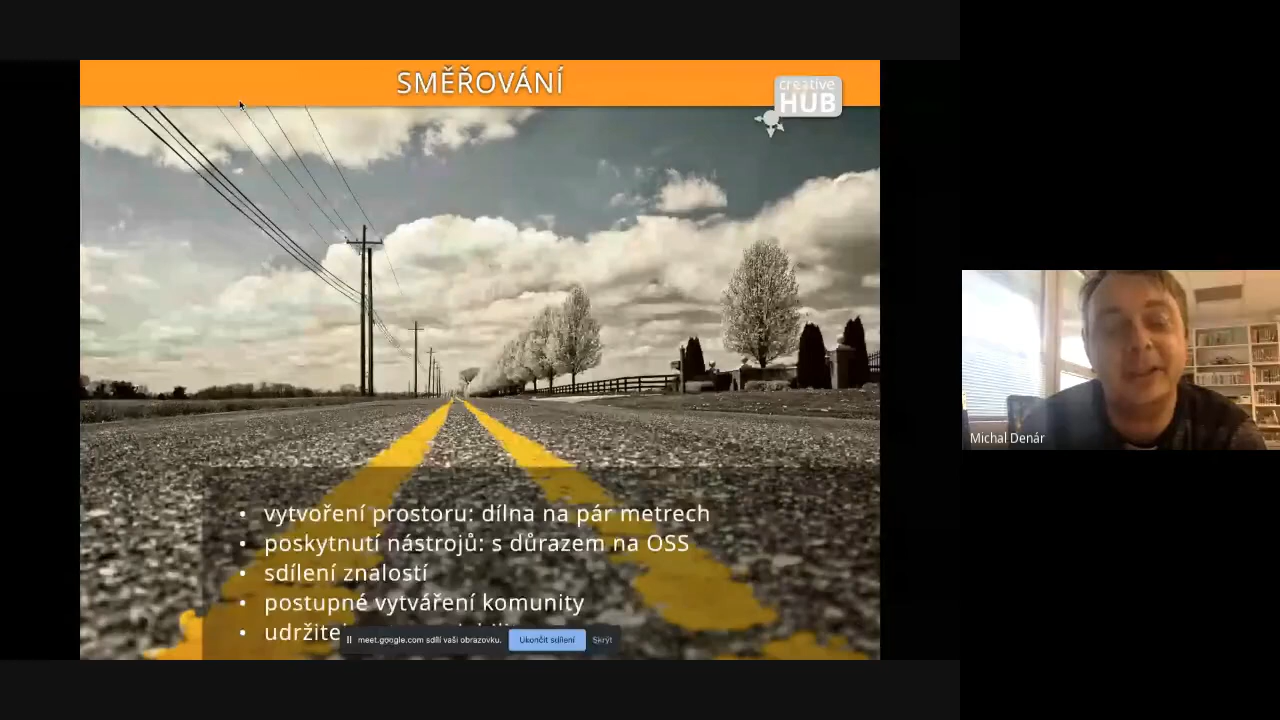 SMĚŘOVÁNÍ
creative
HUB
• vytvoření prostoru: dílna na pár metrech
• poskytnutí nástrojů: s důrazem na OSS
• sdílení znalostí
• postupné vytváření komunity
• udržite
meet.google.com sdílí vaši obrazovku. Ukončit sdílení Skrýt
Michal Denár